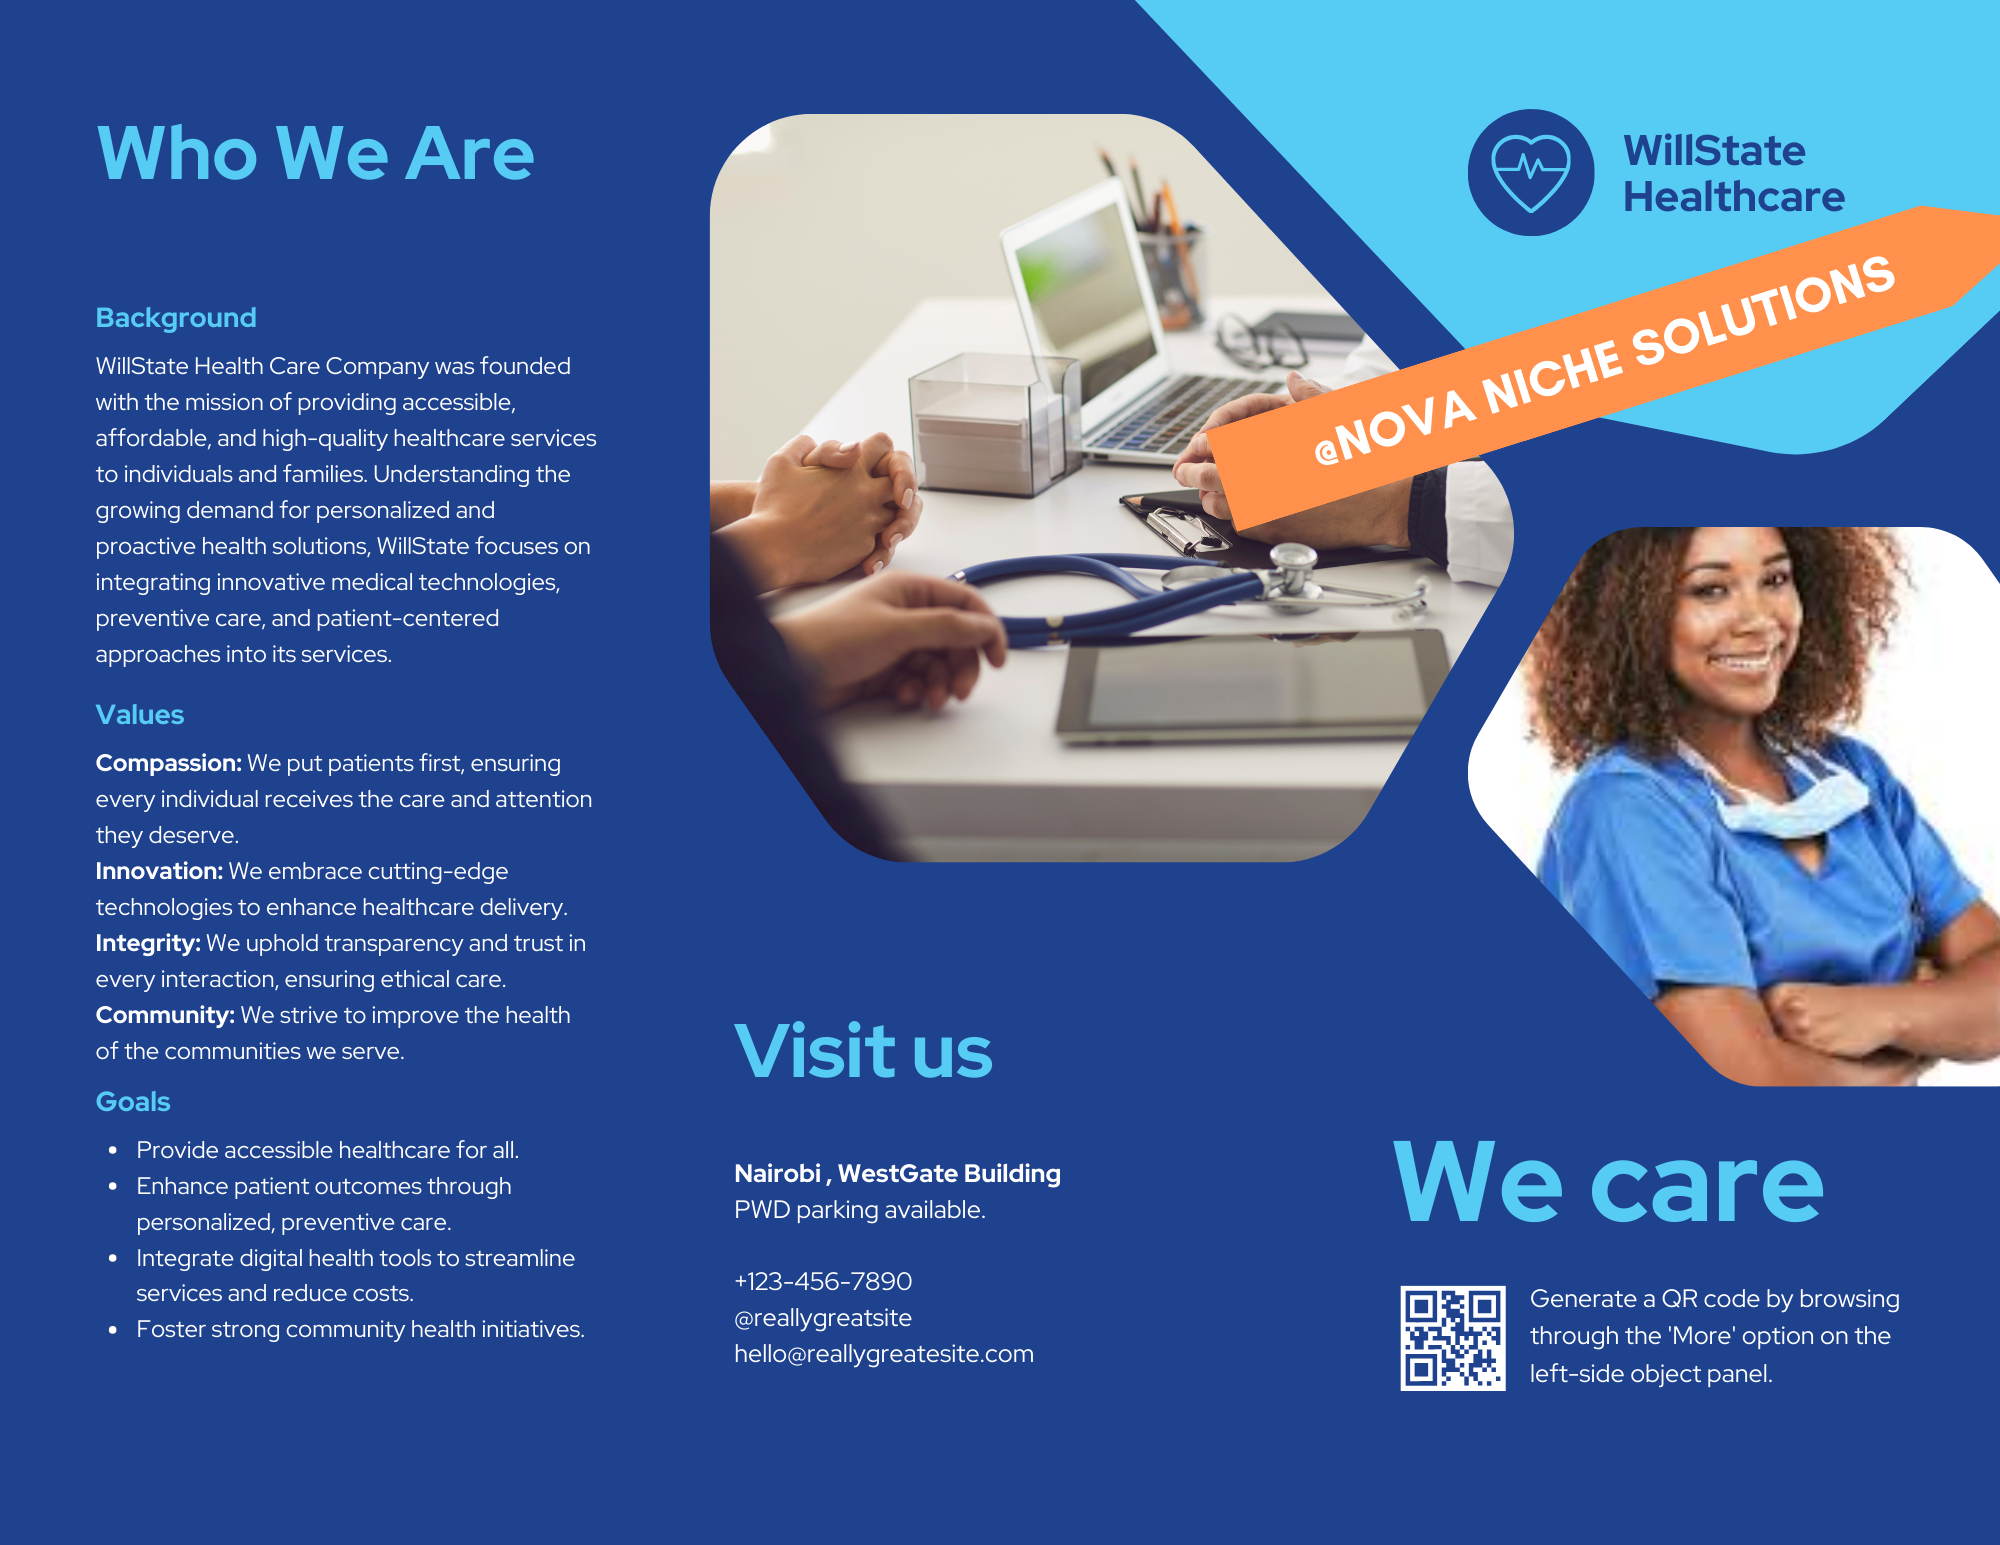 Who We Are
Background
WillState Health Care Company was founded
with the mission of providing accessible,
affordable, and high-quality healthcare services
to individuals and families. Understanding the
growing demand for personalized and
proactive health solutions, WillState focuses on
integrating innovative medical technologies,
preventive care, and patient-centered
approaches into its services.
Values
Compassion: We put patients first, ensuring
every individual receives the care and attention
they deserve.
Innovation: We embrace cutting-edge
technologies to enhance healthcare delivery.
Integrity: We uphold transparency and trust in
every interaction, ensuring ethical care.
Community: We strive to improve the health
of the communities we serve.
Goals
• Provide accessible healthcare for all.
• Enhance patient outcomes through
personalized, preventive care.
• Integrate digital health tools to streamline
services and reduce costs.
• Foster strong community health initiatives.
Visit us
Nairobi , WestGate Building
PWD parking available.
+123-456-7890
@reallygreatsite
hello@reallygreatesite.com
WillState
Healthcare
@NOVA NICHE SOLUTIONS
We care
Generate a QR code by browsing
through the 'More' option on the
left-side object panel.